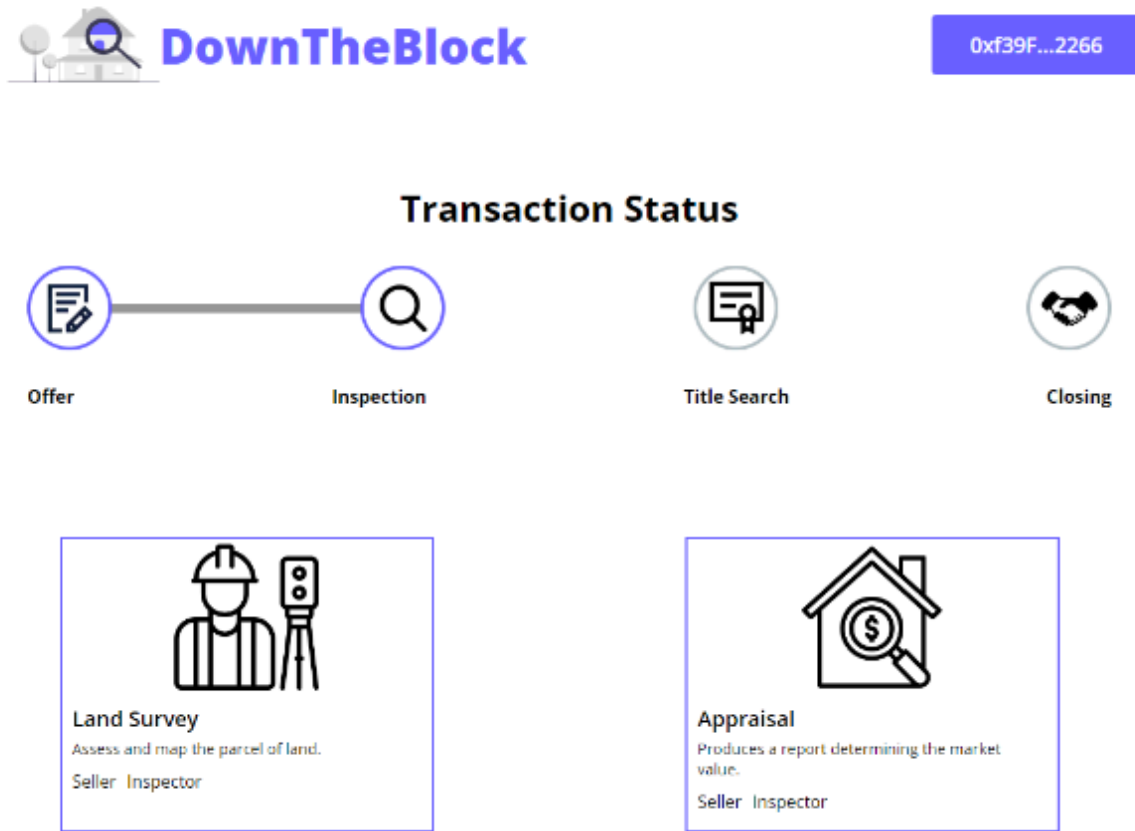 DownTheBlock
0xf39F...2266
Transaction Status
Offer
Inspection
Title Search
Closing
Land Survey
Assess and map the parcel of land.
Seller Inspector
$
Appraisal
Produces a report determining the market
value.
Seller Inspector